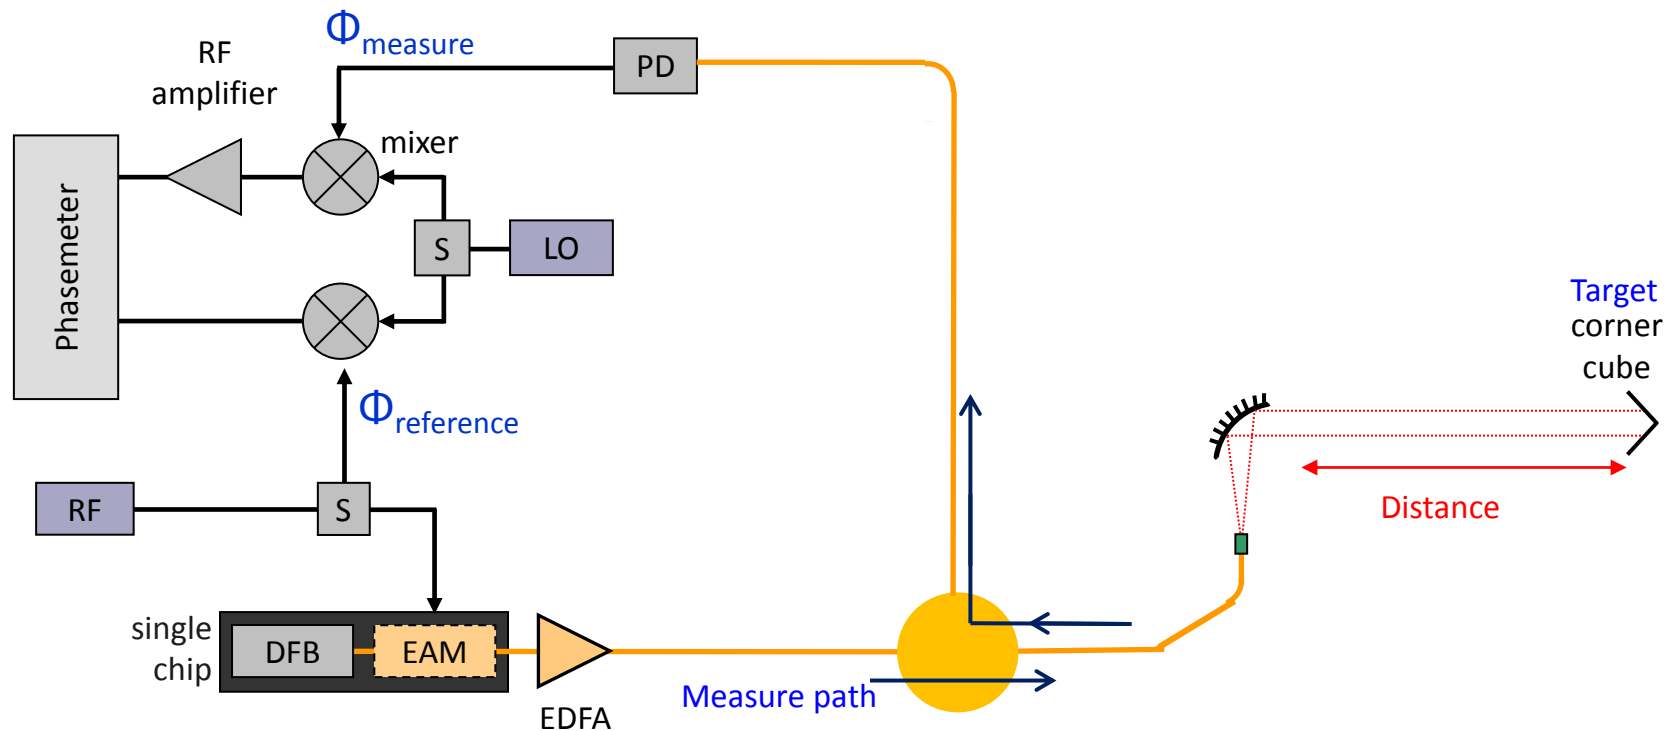 Φmeasure
RF
amplifier
PD
mixer
Phasemeter
S
LO
Target
corner
cube
Φreference
Distance
RF
S
single
chip
DFB
EAM
Measure path
EDFA